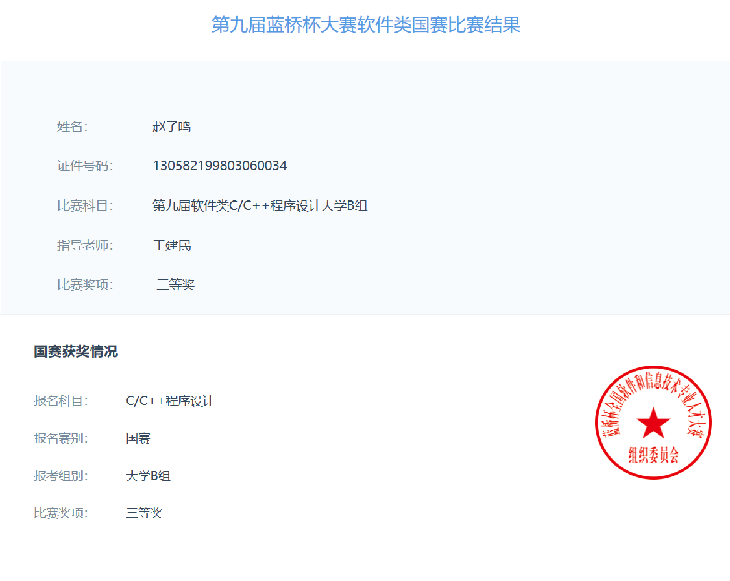 第九届蓝桥杯大赛软件类国赛比赛结果
姓名： 赵了鸣
证件号码： 130582199803060034
比赛科目： 第九届软件类C/C++程序设计大学B组
指导老师： 王建民
比赛奖项： 三等奖
国赛获奖情况
报名科目： C/C++程序设计
报名赛别： 国赛
报考组别： 大学B组
比赛奖项： 三等奖
蓝桥杯全国软件和信息技术专业人才大赛
组织委员会